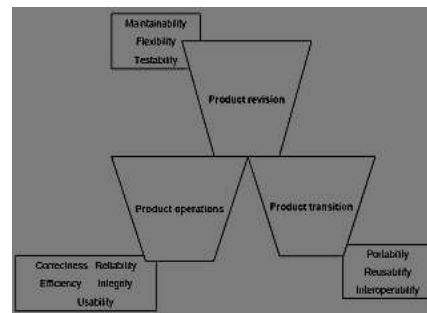 Maintainability
Flexibility
Testability
Product revision
Product operations
Product transition
Correctness Reliability
Efficiency Integrity
Usability
Portability
Reusability
Interoperability